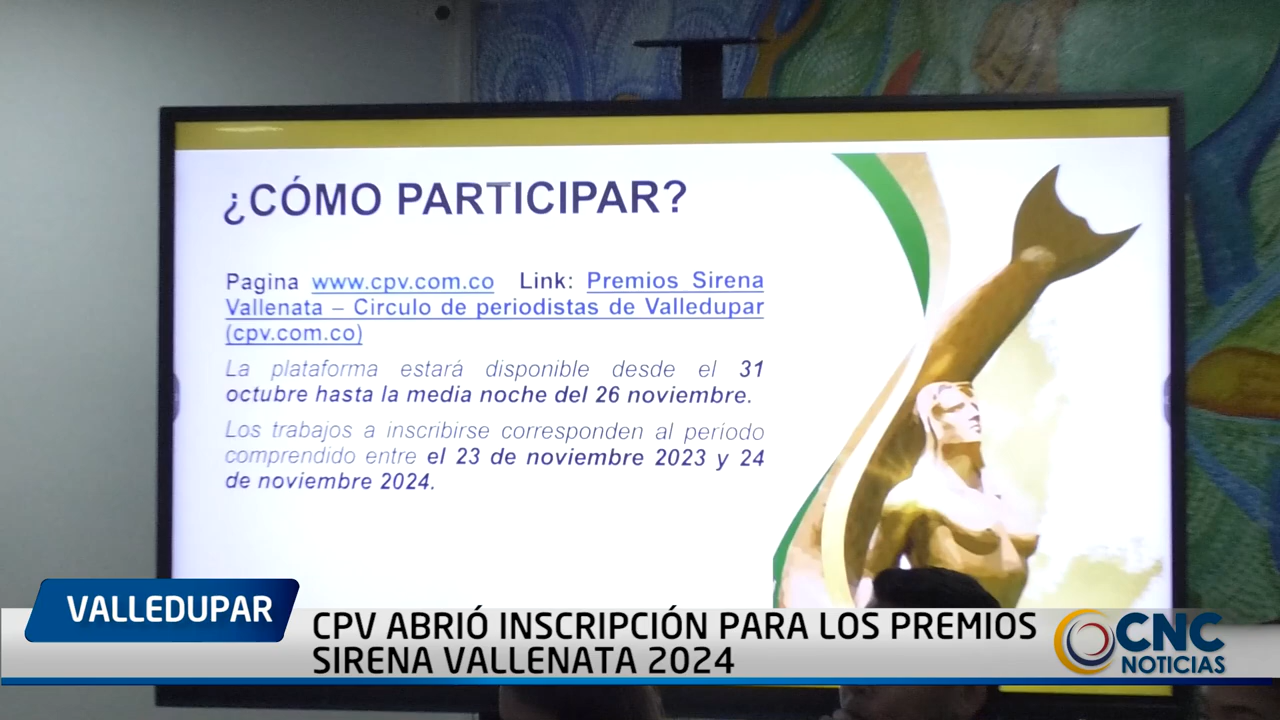 ¿CÓMO PARTICIPAR?
Pagina www.cpv.com.co Link: Premios Sirena
Vallenata – Circulo de periodistas de Valledupar
(cpv.com.co)
La plataforma estará disponible desde el 31
octubre hasta la media noche del 26 noviembre.
Los trabajos a inscribirse corresponden al período
comprendido entre el 23 de noviembre 2023 y 24
de noviembre 2024.
VALLEDUPAR
CPV ABRIÓ INSCRIPCIÓN PARA LOS PREMIOS
SIRENA VALLENATA 2024
CNC
NOTICIAS